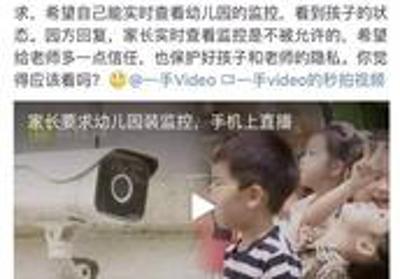 求。希望自己能实时查看幼儿园的监控。看到孩子的状
态。园方回复，家长实时查看监控是不被允许的。希望
给老师多一点信任。也保护好孩子和老师的隐私。你觉
得应该看吗？@一手Video 一手video的秒拍视频
家长要求幼儿园装监控，手机上直播